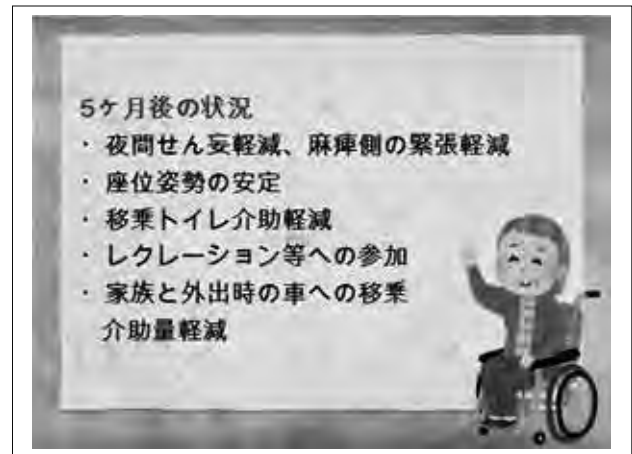 5ケ月後の状況
・夜間せん妄軽減、麻痺側の緊張軽減
・座位姿勢の安定
・移乗トイレ介助軽減
・レクレーション等への参加
・家族と外出時の車への移乗
介助量軽減